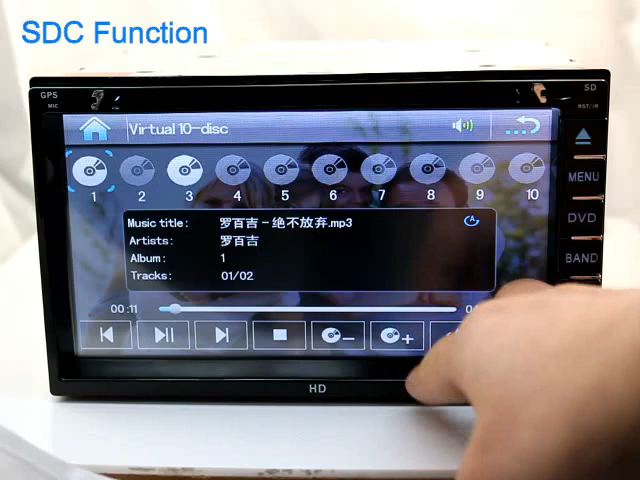 SDC Function
GPS
SD
MIC
RST/IR
Virtual 10-disc
1 2 3 4 5 6 7 8 9 10
MENU
DVD
BAND
Music title: 罗百吉-绝不放弃.mp3
Artists: 罗百吉
Album: 1
Tracks: 01/02
00:11
HD